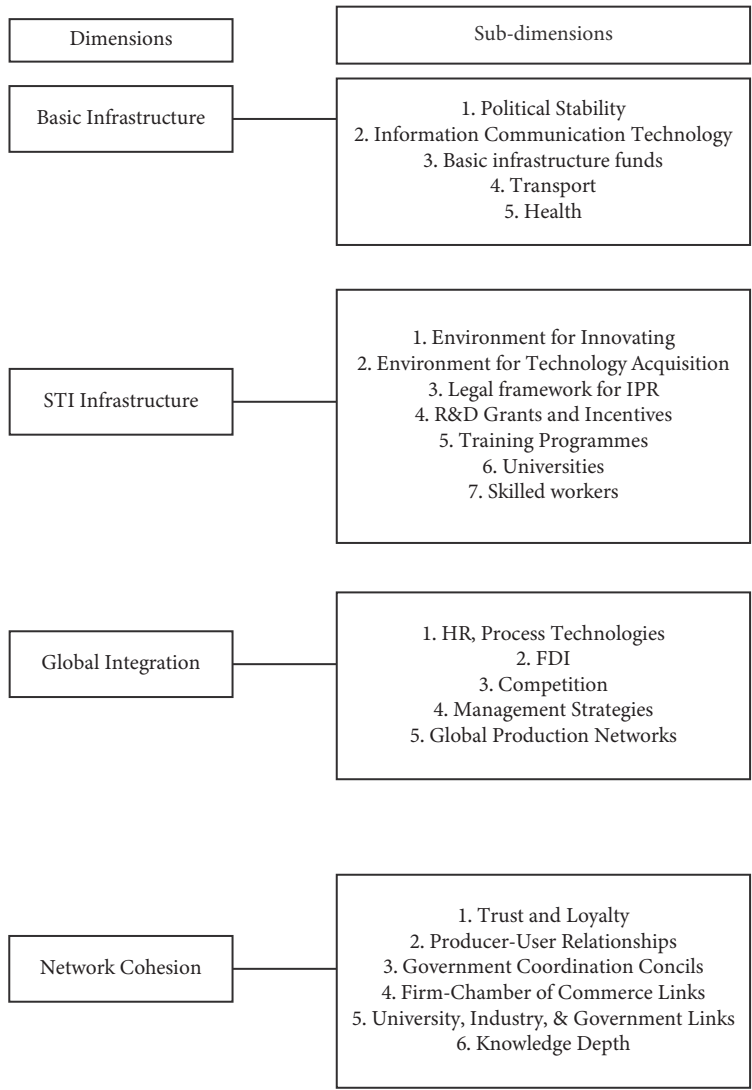 Dimensions
Sub-dimensions
Basic Infrastructure
1. Political Stability
2. Information Communication Technology
3. Basic infrastructure funds
4. Transport
5. Health
STI Infrastructure
1. Environment for Innovating
2. Environment for Technology Acquisition
3. Legal framework for IPR
4. R&D Grants and Incentives
5. Training Programmes
6. Universities
7. Skilled workers
Global Integration
1. HR, Process Technologies
2. FDI
3. Competition
4. Management Strategies
5. Global Production Networks
Network Cohesion
1. Trust and Loyalty
2. Producer-User Relationships
3. Government Coordination Concils
4. Firm-Chamber of Commerce Links
5. University, Industry, & Government Links
6. Knowledge Depth